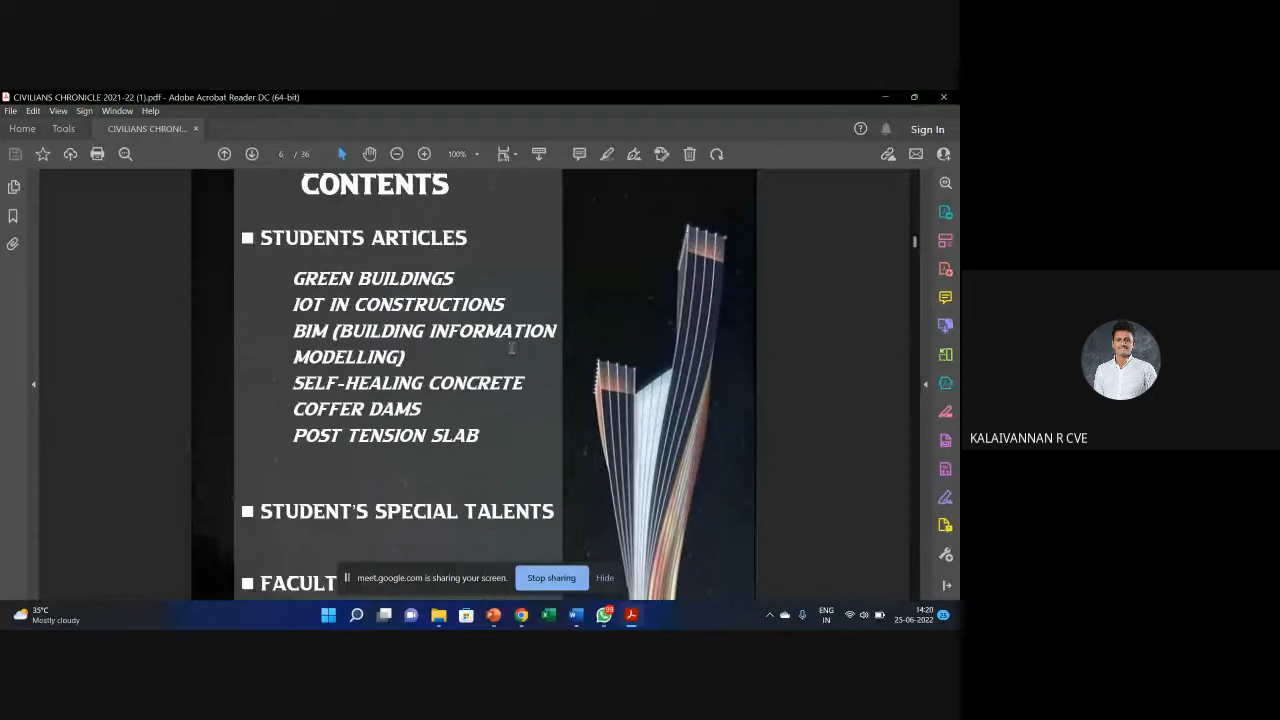 CIVILIANS CHRONICLE 2021-22 (1).pdf - Adobe Acrobat Reader DC (64-bit)
File Edit View Sign Window Help
Home Tools CIVILIANS CHRONI... × Sign In
6 / 36 100%
CONTENTS
■ STUDENTS ARTICLES
GREEN BUILDINGS
IOT IN CONSTRUCTIONS
BIM (BUILDING INFORMATION
MODELLING)
SELF-HEALING CONCRETE
COFFER DAMS
POST TENSION SLAB
■ STUDENT'S SPECIAL TALENTS
■ FACULT
meet.google.com is sharing your screen. Stop sharing Hide
KALAIVANNAN R CVE
35°C
Mostly cloudy
99
ENG
IN
14:20
25-06-2022
25